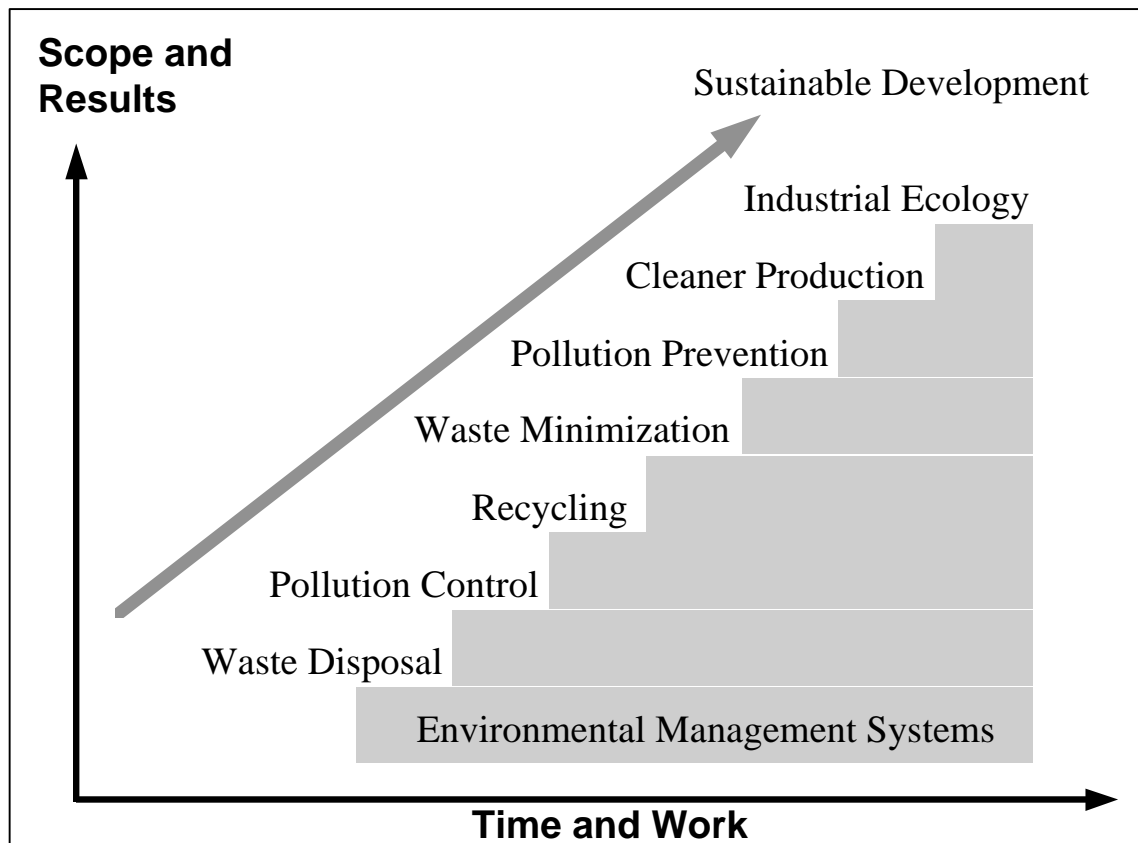 Scope and
Results
Sustainable Development
Industrial Ecology
Cleaner Production
Pollution Prevention
Waste Minimization
Recycling
Pollution Control
Waste Disposal
Environmental Management Systems
Time and Work